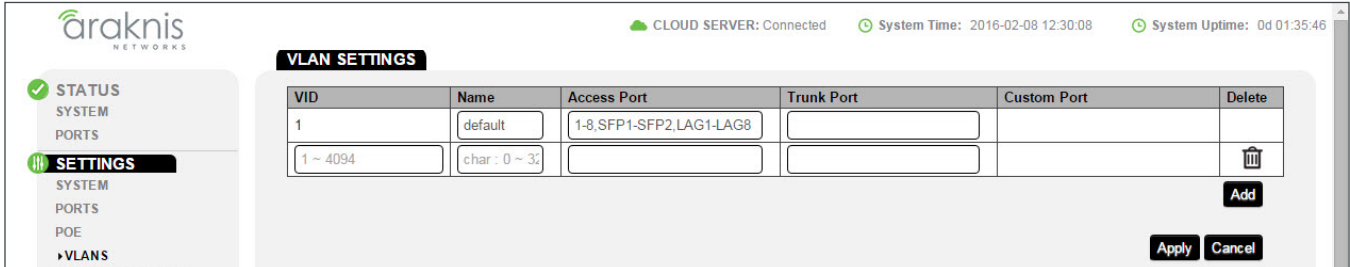 araknis
NETWORKS
CLOUD SERVER: Connected System Time: 2016-02-08 12:30:08 System Uptime: 0d 01:35:46
VLAN SETTINGS
STATUS
SYSTEM
PORTS
SETTINGS
SYSTEM
PORTS
POE
VLANS
VID Name Access Port Trunk Port Custom Port Delete
1 default 1-8,SFP1-SFP2,LAG1-LAG8
1 ~ 4094 char : 0 ~ 32
Add
Apply Cancel